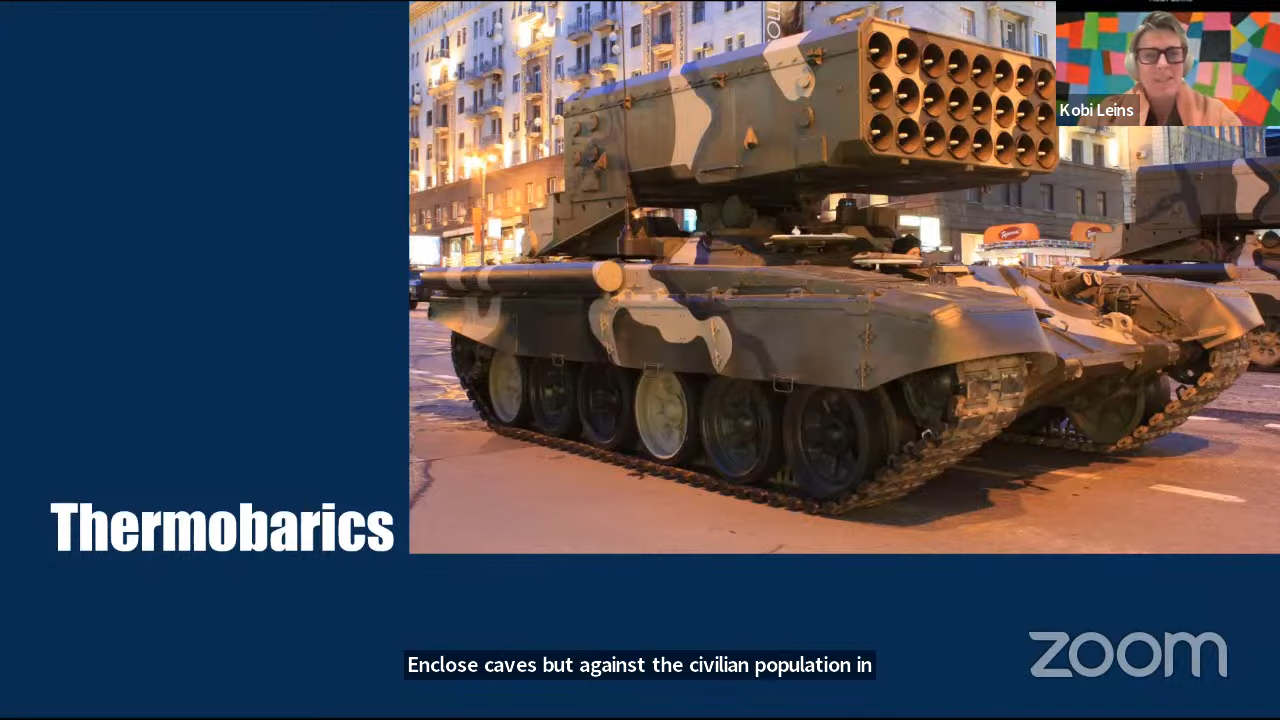 Kobi Leins
Thermobarics
Enclose caves but against the civilian population in
zoom